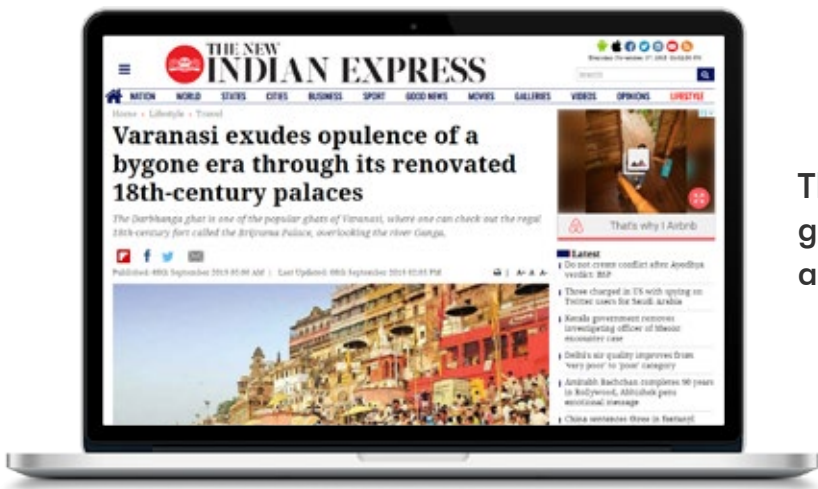 THE NEW
INDIAN EXPRESS
NATION WORLD STATES CITIES BUSINESS SPORT GOOD NEWS MOVIES GALLERIES VIDEOS OPINIONS LIFESTYLE
Home › Lifestyle › Travel
Varanasi exudes opulence of a
bygone era through its renovated
18th-century palaces
The Darbhanga ghat is one of the popular ghats of Varanasi, where one can check out the regal
18th-century fort called the Brijrama Palace, overlooking the river Ganga.
A+ A A-
That's why I Airbnb
Latest
Do not create conflict after Ayodhya
verdict: BSP
Three charged in US with spying on
Twitter users for Saudi Arabia
Kerala government removes
investigating officer of
encounter case
Delhi's air quality improves from
'very poor' to 'poor' category
Amitabh Bachchan completes 50 years
in Bollywood, Abhishek pens
emotional message
China sentences three in fentanyl